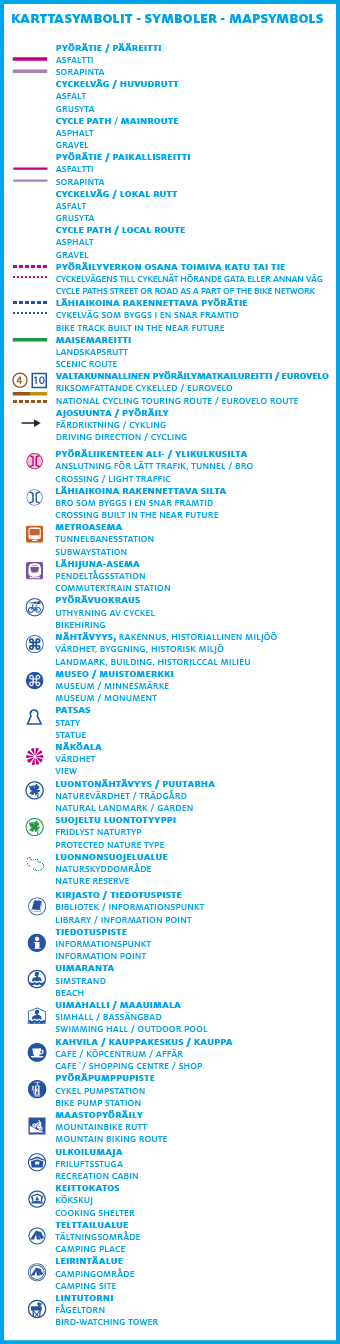 KARTTASYMBOLIT - SYMBOLER - MAPSYMBOLS
PYÖRÄTIE / PÄÄREITTI
ASFALTTI
SORAPINTA
CYCKELVÄG / HUVUDRUTT
ASFALT
GRUSYTA
CYCLE PATH / MAINROUTE
ASPHALT
GRAVEL
PYÖRÄTIE / PAIKALLISREITTI
ASFALTTI
SORAPINTA
CYCKELVÄG / LOKAL RUTT
ASFALT
GRUSYTA
CYCLE PATH / LOCAL ROUTE
ASPHALT
GRAVEL
PYÖRÄILYVERKON OSANA TOIMIVA KATU TAI TIE
CYCKELVÄGENS TILL CYKELNÄT HÖRANDE GATA ELLER ANNAN VÄG
CYCLE PATHS STREET OR ROAD AS A PART OF THE BIKE NETWORK
LÄHIAIKOINA RAKENNETTAVA PYÖRÄTIE
CYKELVÄG SOM BYGGS I EN SNAR FRAMTID
BIKE TRACK BUILT IN THE NEAR FUTURE
MAISEMAREITTI
LANDSKAPSRUTT
SCENIC ROUTE
VALTAKUNNALLINEN PYÖRÄILYMATKAILUREITTI / EUROVELO
4 10 RIKSOMFATTANDE CYKELLED / EUROVELO
NATIONAL CYCLING TOURING ROUTE / EUROVELO ROUTE
AJOSUUNTA / PYÖRÄILY
FÄRDRIKTNING / CYKLING
DRIVING DIRECTION / CYCLING
PYÖRÄLIIKENTEEN ALI- / YLIKULKUSILTA
ANSLUTNING FÖR LÄTT TRAFIK, TUNNEL / BRO
CROSSING / LIGHT TRAFFIC
LÄHIAIKOINA RAKENNETTAVA SILTA
BRO SOM BYGGS I EN SNAR FRAMTID
CROSSING BUILT IN THE NEAR FUTURE
METROASEMA
TUNNELBANESSTATION
SUBWAYSTATION
LÄHIJUNA-ASEMA
PENDELTÅGSSTATION
COMMUTERTRAIN STATION
PYÖRÄVUOKRAUS
UTHYRNING AV CYCKEL
BIKEHIRING
NÄHTÄVYYS, RAKENNUS, HISTORIALLINEN MILJÖÖ
VÄRDHET, BYGGNING, HISTORISK MILJÖ
LANDMARK, BUILDING, HISTORILCCAL MILIEU
MUSEO / MUISTOMERKKI
MUSEUM / MINNESMÄRKE
MUSEUM / MONUMENT
PATSAS
STATY
STATUE
NÄKÖALA
VÄRDHET
VIEW
LUONTONÄHTÄVYYS / PUUTARHA
NATUREVÄRDHET / TRÄDGÅRD
NATURAL LANDMARK / GARDEN
SUOJELTU LUONTOTYYPPI
FRIDLYST NATURTYP
PROTECTED NATURE TYPE
LUONNONSUOJELUALUE
NATURSKYDDOMRÅDE
NATURE RESERVE
KIRJASTO / TIEDOTUSPISTE
BIBLIOTEK / INFORMATIONSPUNKT
LIBRARY / INFORMATION POINT
TIEDOTUSPISTE
INFORMATIONSPUNKT
INFORMATION POINT
UIMARANTA
SIMSTRAND
BEACH
UIMAHALLI / MAAUIMALA
SIMHALL / BASSÄNGBAD
SWIMMING HALL / OUTDOOR POOL
KAHVILA / KAUPPAKESKUS / KAUPPA
CAFE / KÖPCENTRUM / AFFÄR
CAFE´/ SHOPPING CENTRE / SHOP
PYÖRÄPUMPPUPISTE
CYKEL PUMPSTATION
BIKE PUMP STATION
MAASTOPYÖRÄILY
MOUNTAINBIKE RUTT
MOUNTAIN BIKING ROUTE
ULKOILUMAJA
FRILUFTSSTUGA
RECREATION CABIN
KEITTOKATOS
KÖKSKUJ
COOKING SHELTER
TELTTAILUALUE
TÄLTNINGSOMRÅDE
CAMPING PLACE
LEIRINTÄALUE
CAMPINGOMRÅDE
CAMPING SITE
LINTUTORNI
FÅGELTORN
BIRD-WATCHING TOWER